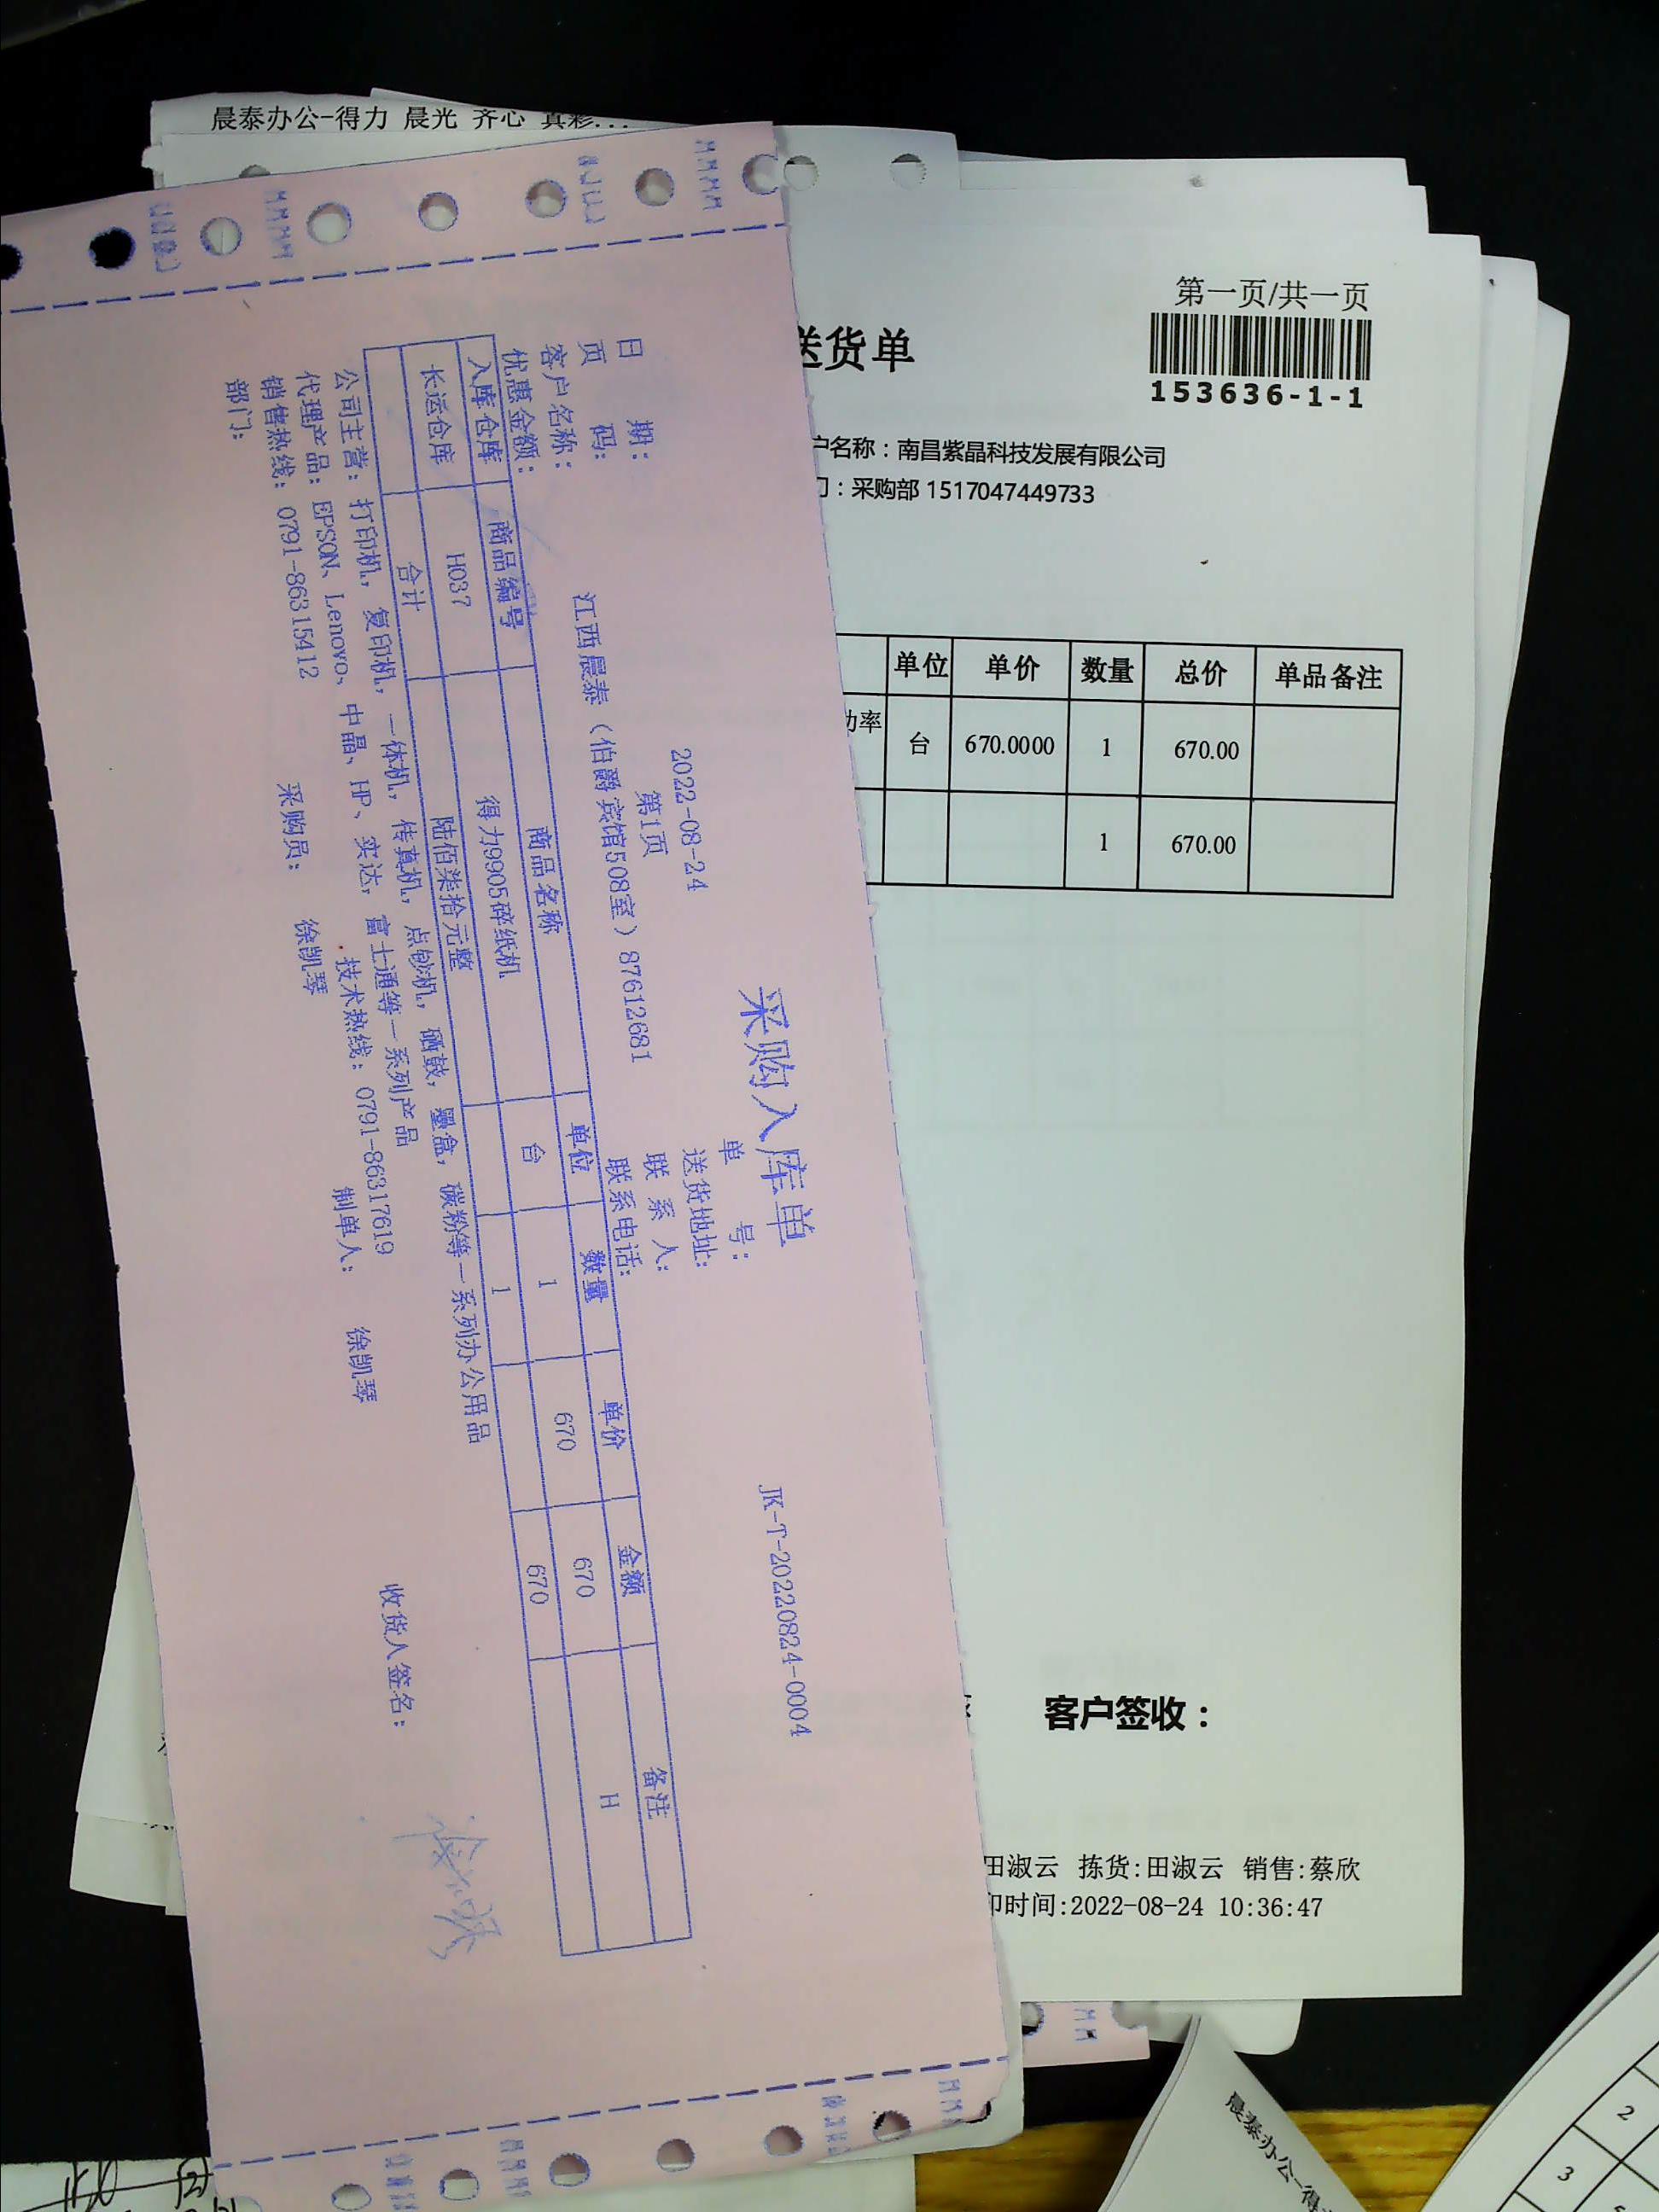 晨泰办公-得力 晨光 齐心 真彩...
第一页/共一页
送货单
153636-1-1
户名称：南昌紫晶科技发展有限公司
门：采购部 1517047449733
单位 单价 数量 总价 单品备注
功率 台 670.0000 1 670.00
1 670.00
客户签收：
田淑云 拣货:田淑云 销售:蔡欣
印时间:2022-08-24 10:36:47
采购入库单
日 期： 2022-08-24 单 号： JK-T-20220824-0004
页 码： 第1页 送货地址：
客户名称： 江西晨泰（伯爵宾馆508室）87612681 联 系 人：
优惠金额： 联系电话：
入库仓库 商品编号 商品名称 单位 数量 单价 金额 备注
长运仓库 H037 得力9905碎纸机 台 1 670 670 H
合计 陆佰柒拾元整 1 670
公司主营：打印机，复印机，一体机，传真机，点钞机，硒鼓，墨盒，碳粉等一系列办公用品
代理产品：EPSON、Lenovo、中晶、HP、实达，富士通等一系列产品
销售热线：0791-86315412 技术热线：0791-86317619
部门： 采购员： 徐凯琴 制单人： 徐凯琴 收货人签名：
晨泰办公-得
2
3